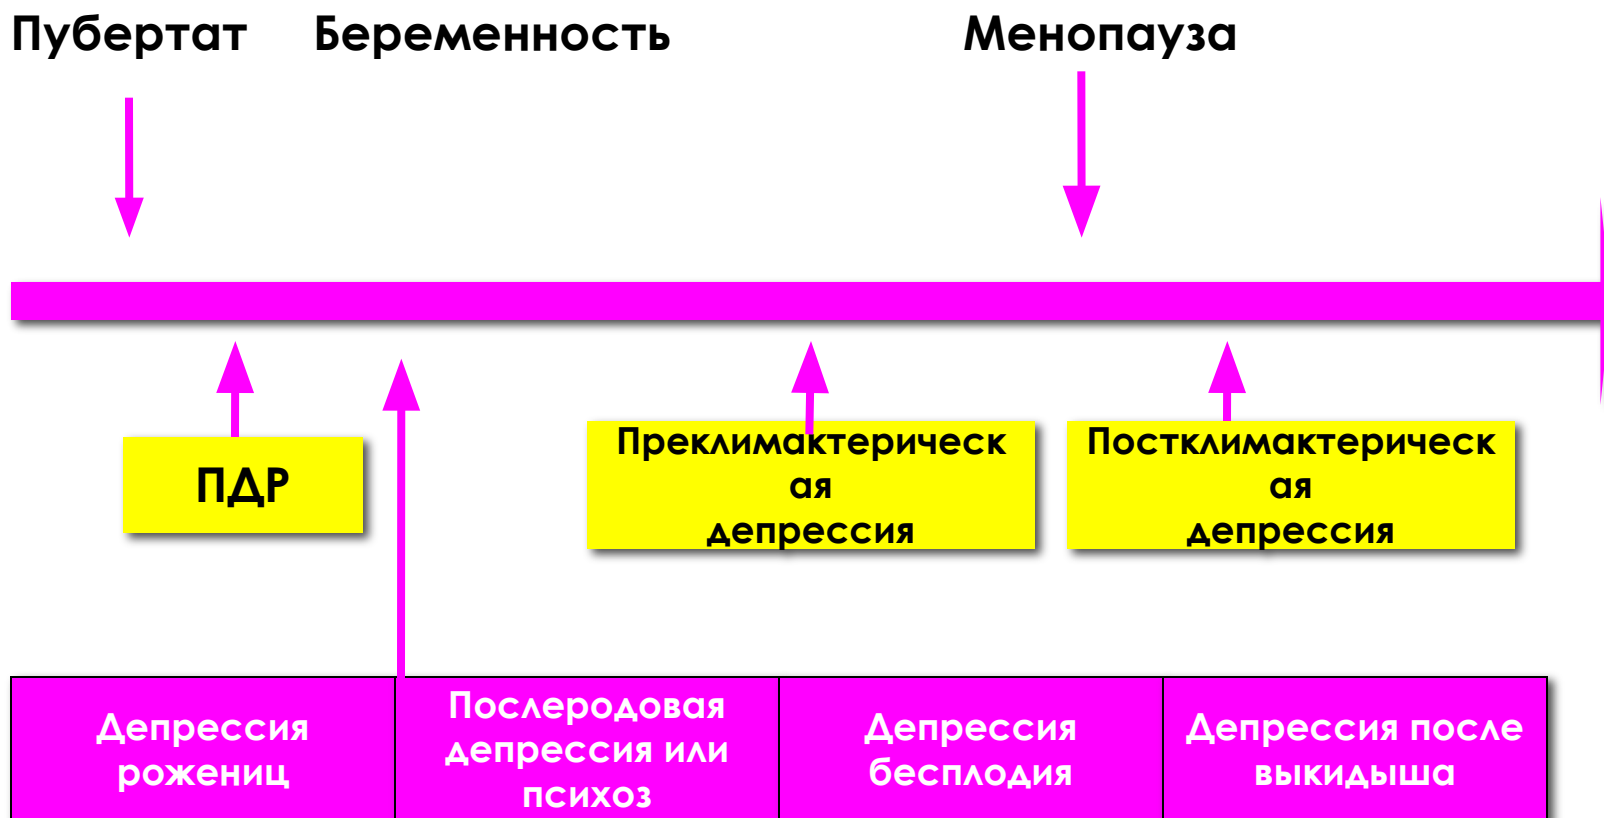 Пубертат Беременность Менопауза
ПДР
Преклимактерическ
ая
депрессия
Постклимактерическ
ая
депрессия
Депрессия
рожениц
Послеродовая
депрессия или
психоз
Депрессия
бесплодия
Депрессия после
выкидыша